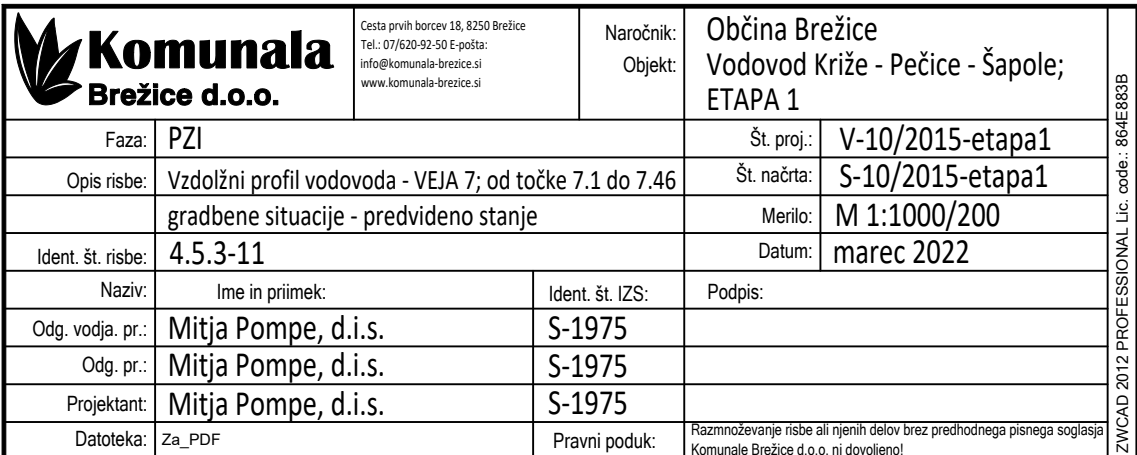 Komunala
Brežice d.o.o.
Cesta prvih borcev 18, 8250 Brežice
Tel.: 07/620-92-50 E-pošta:
info@komunala-brezice.si
www.komunala-brezice.si
Naročnik: Občina Brežice
Objekt: Vodovod Križe - Pečice - Šapole;
ETAPA 1
Faza: PZI
Št. proj.: V-10/2015-etapa1
Opis risbe: Vzdolžni profil vodovoda - VEJA 7; od točke 7.1 do 7.46
Št. načrta: S-10/2015-etapa1
gradbene situacije - predvideno stanje
Merilo: M 1:1000/200
Ident. št. risbe: 4.5.3-11
Datum: marec 2022
Naziv: Ime in priimek: Ident. št. IZS: Podpis:
Odg. vodja. pr.: Mitja Pompe, d.i.s. S-1975
Odg. pr.: Mitja Pompe, d.i.s. S-1975
Projektant: Mitja Pompe, d.i.s. S-1975
Datoteka: Za_PDF Pravni poduk:
Razmnoževanje risbe ali njenih delov brez predhodnega pisnega soglasja
Komunale Brežice d.o.o. ni dovoljeno!
ZWCAD 2012 PROFESSIONAL Lic. code.: 864E883B